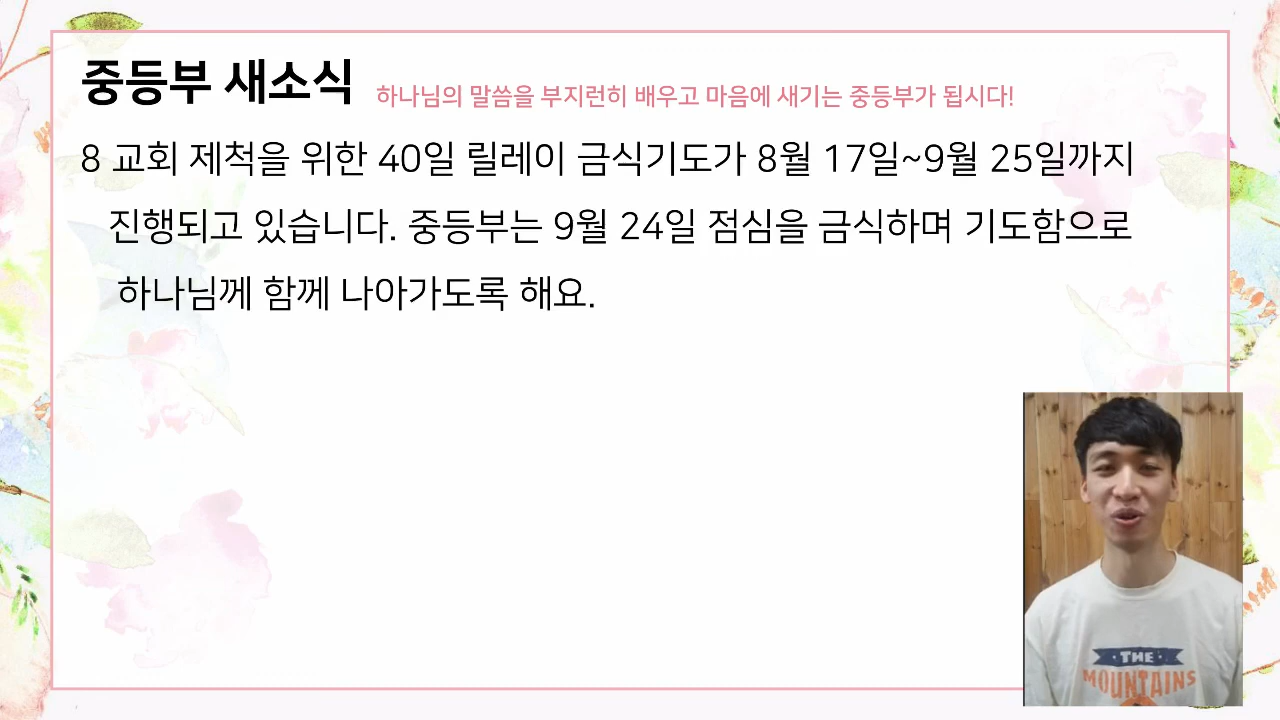 중등부 새소식 하나님의 말씀을 부지런히 배우고 마음에 새기는 중등부가 됩시다!
8 교회 제척을 위한 40일 릴레이 금식기도가 8월 17일~9월 25일까지
진행되고 있습니다. 중등부는 9월 24일 점심을 금식하며 기도함으로
하나님께 함께 나아가도록 해요.
THE
MOUNTAINS